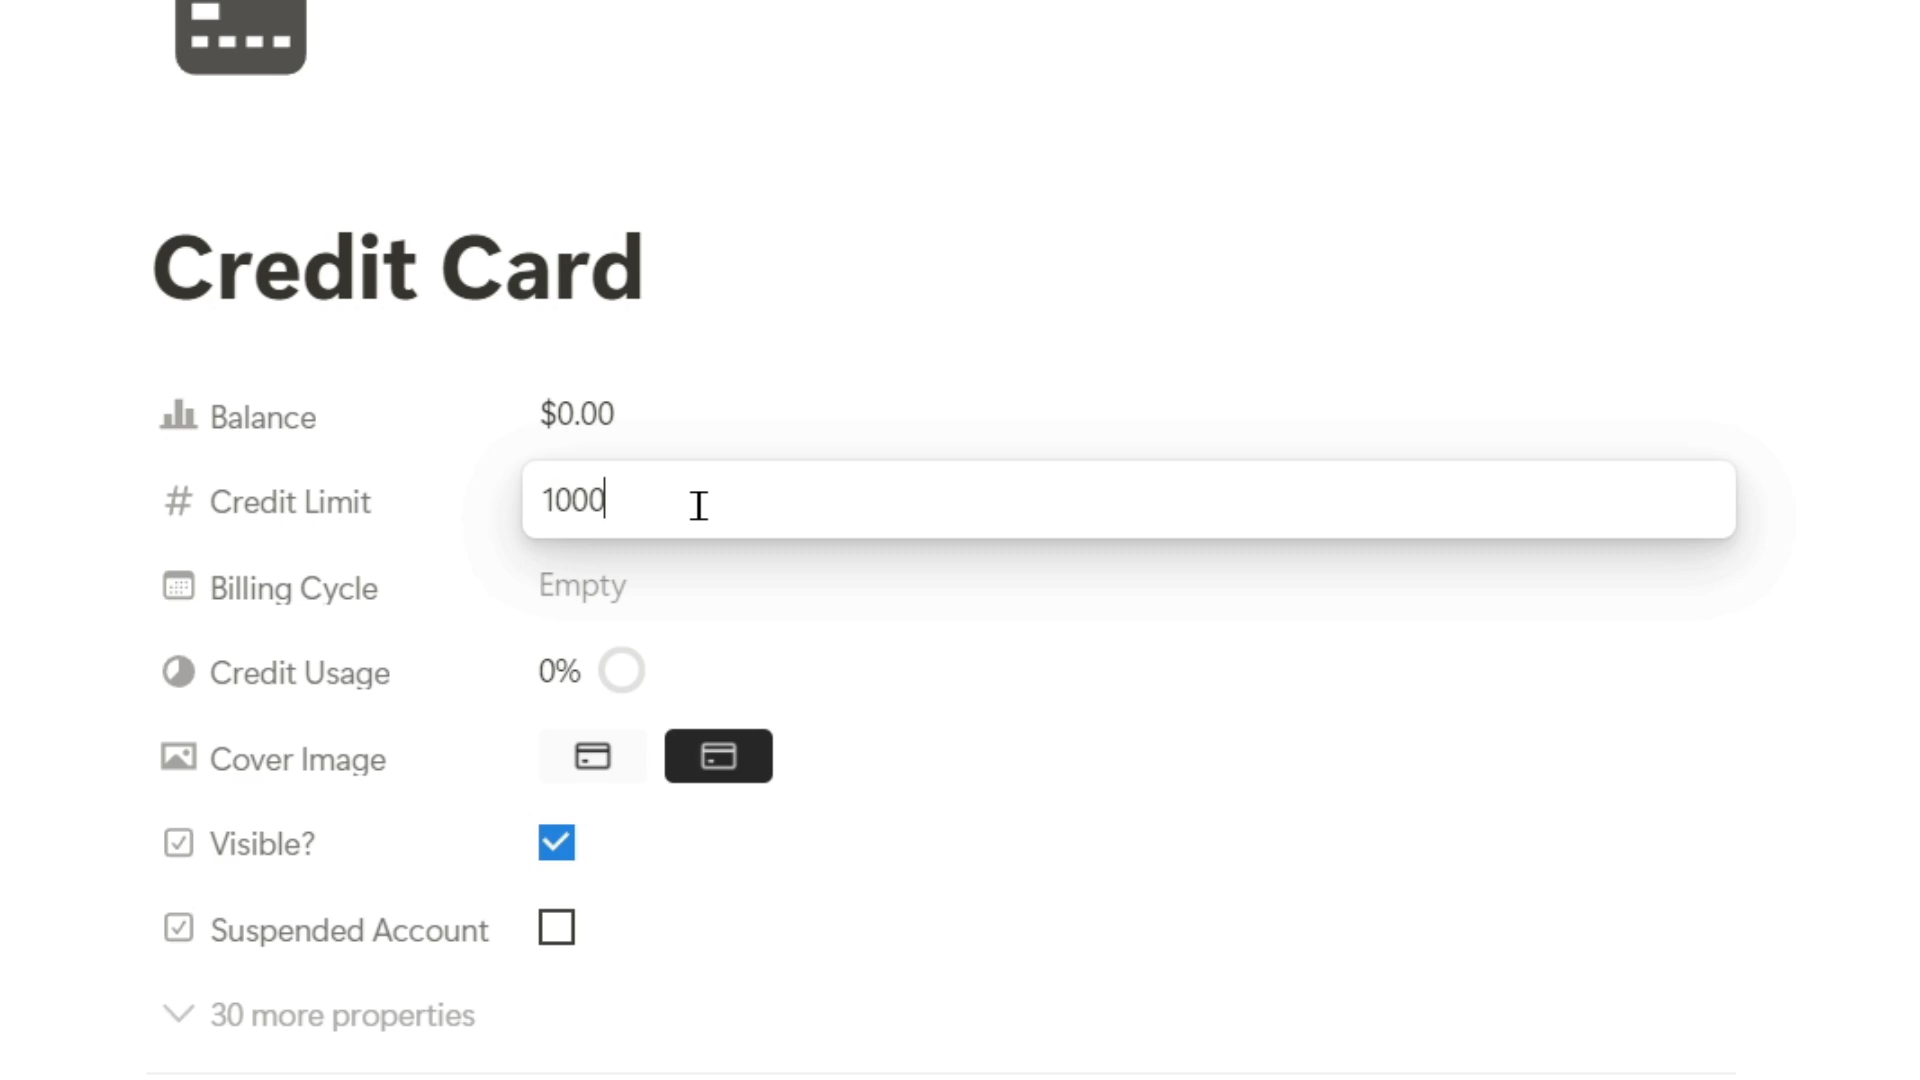 Credit Card
Balance $0.00
Credit Limit 1000
Billing Cycle Empty
Credit Usage 0%
Cover Image
Visible?
Suspended Account
30 more properties